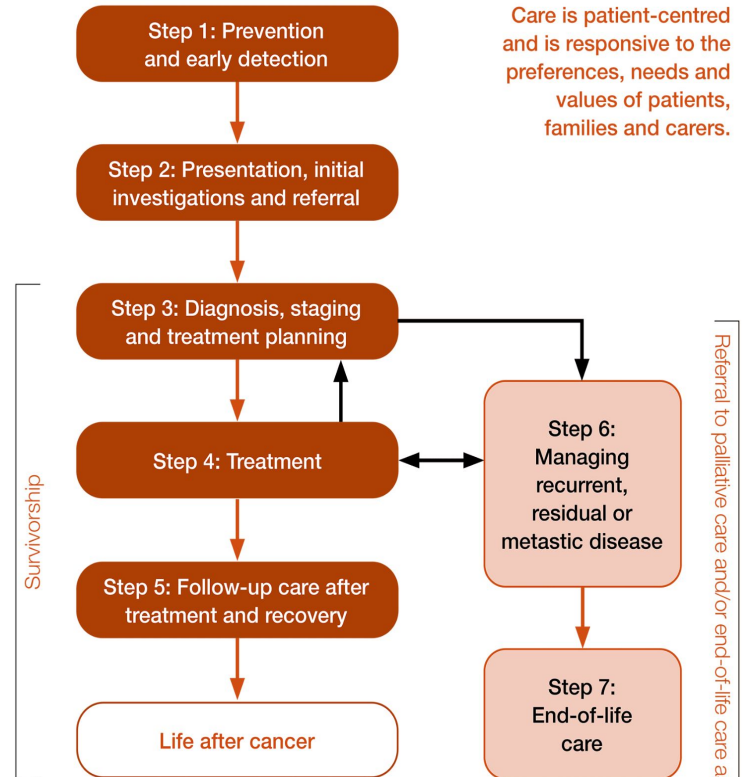 Step 1: Prevention
and early detection
Care is patient-centred
and is responsive to the
preferences, needs and
values of patients,
families and carers.
Step 2: Presentation, initial
investigations and referral
Step 3: Diagnosis, staging
and treatment planning
Step 4: Treatment
Step 5: Follow-up care after
treatment and recovery
Life after cancer
Step 6:
Managing
recurrent,
residual or
metastic disease
Step 7:
End-of-life
care
Survivorship
Referral to palliative care and/or end-of-life care a